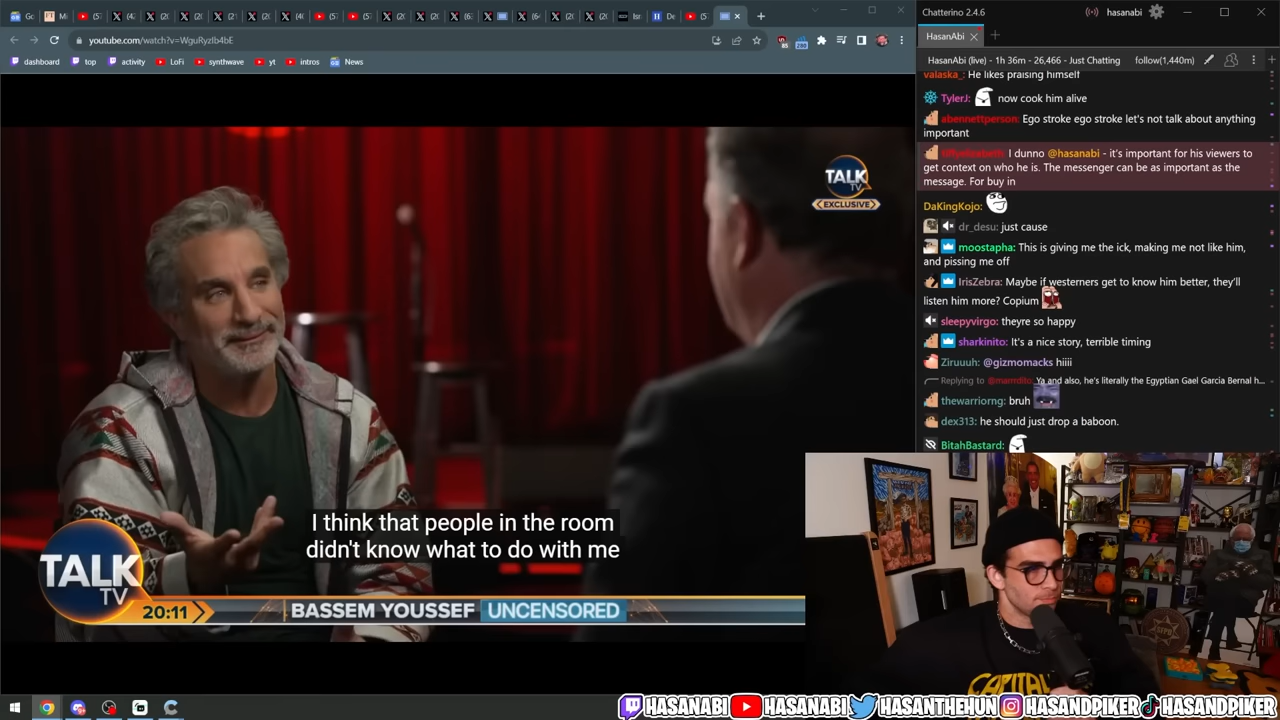 youtube.com/watch?v=WguRyzIb4bE
dashboard
top
activity
LoFi
synthwave
yt
intros
News
TALK
TV
EXCLUSIVE
I think that people in the room
didn't know what to do with me
TALK
TV
20:11
BASSEM YOUSSEF UNCENSORED
Chatterino 2.4.6
hasanabi
HasanAbi
HasanAbi (live) - 1h 36m - 26,466 - Just Chatting
follow(1,440m)
valaska_: He likes praising himself
TylerJ: now cook him alive
abennettperson: Ego stroke ego stroke let's not talk about anything
important
I dunno @hasanabi - it's important for his viewers to
get context on who he is. The messenger can be as important as the
message. For buy in
DaKingKojo:
dr_desu: just cause
moostapha: This is giving me the ick, making me not like him,
and pissing me off
IrisZebra: Maybe if westerners get to know him better, they'll
listen him more? Copium
sleepyvirgo: theyre so happy
sharkinito: It's a nice story, terrible timing
Ziruuuh: @gizmomacks hiiii
Replying to @marrrdito: Ya and also, he's literally the Egyptian Gael Garcia Bernal h...
thewarriorng: bruh
dex313: he should just drop a baboon.
BitahBastard:
CAPITAL
HASANABI
HASANABI
HASANTHEHUN
HASANDPIKER
HASANDPIKER